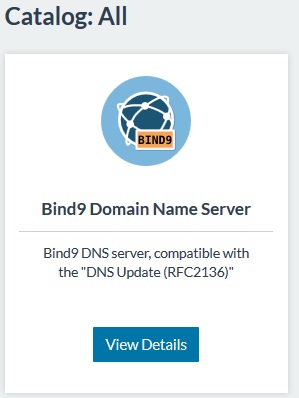 Catalog: All
BIND9
Bind9 Domain Name Server
Bind9 DNS server, compatible with
the "DNS Update (RFC2136)"
View Details